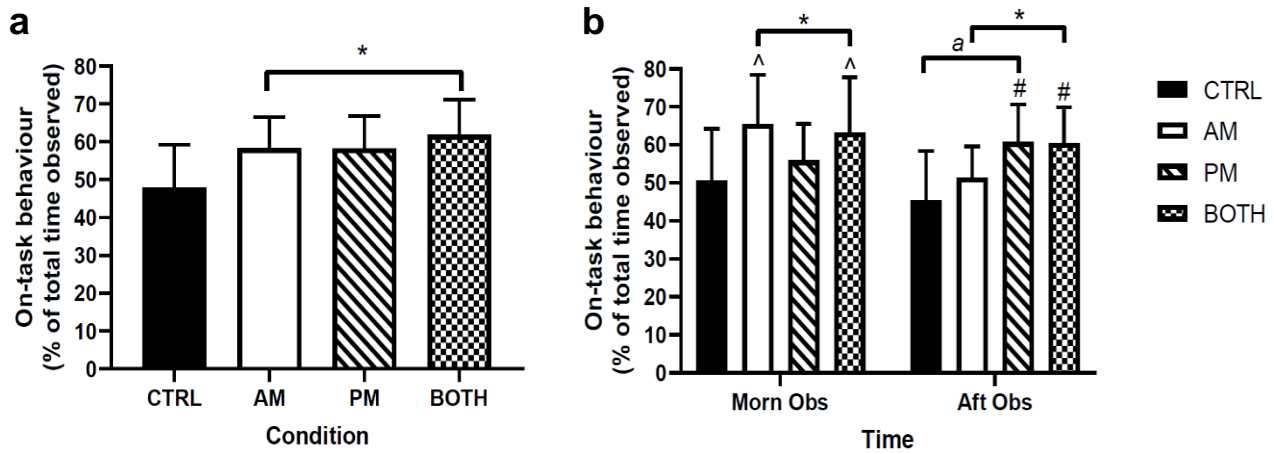 a
*
On-task behaviour
(% of total time observed)
80
70
60
50
40
30
20
10
0
CTRL AM PM BOTH
Condition
b
*
*
a
^
^
#
#
On-task behaviour
(% of total time observed)
80
70
60
50
40
30
20
10
0
Morn Obs Aft Obs
Time
CTRL
AM
PM
BOTH